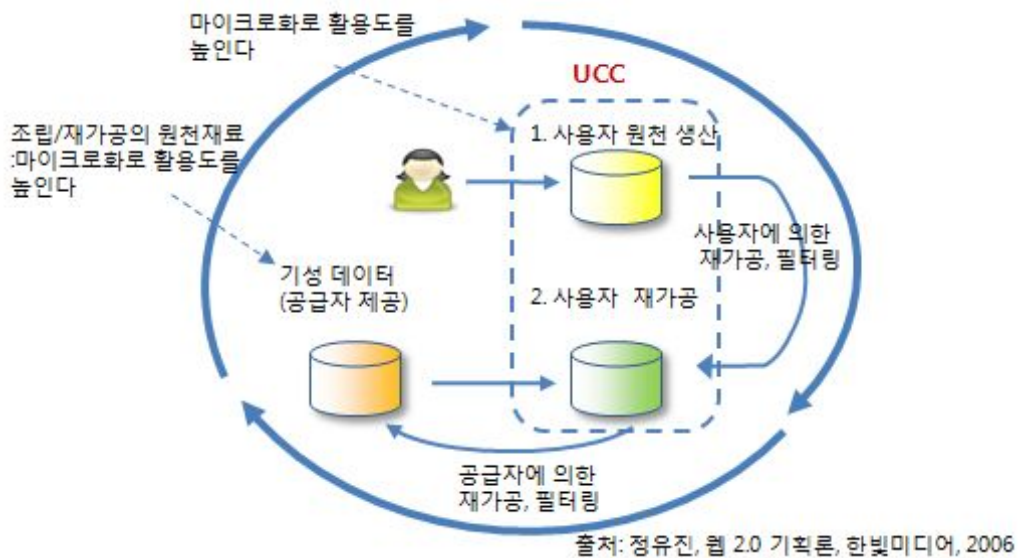 마이크로화로 활용도를
높인다
UCC
조립/재가공의 원천재료
:마이크로화로 활용도를
높인다
1. 사용자 원천 생산
사용자에 의한
재가공, 필터링
기성 데이터
(공급자 제공)
2. 사용자 재가공
공급자에 의한
재가공, 필터링
출처: 정유진, 웹 2.0 기획론, 한빛미디어, 2006